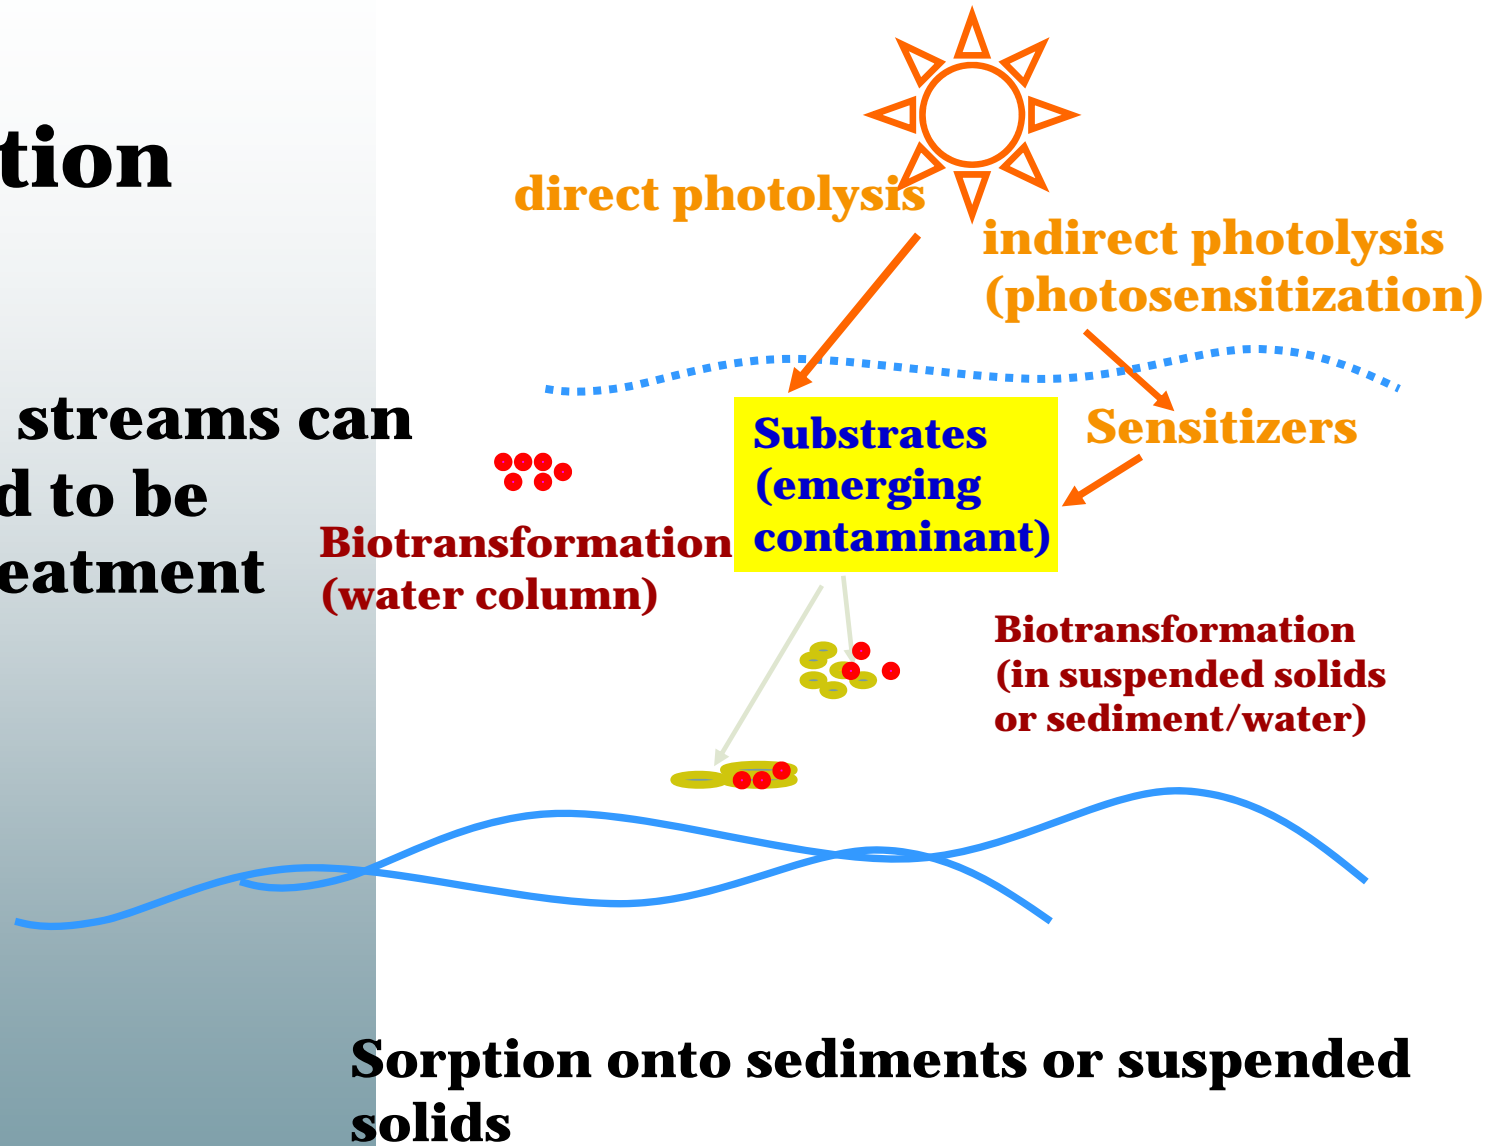 tion
streams can
d to be
eatment
direct photolysis
indirect photolysis
(photosensitization)
Substrates
(emerging
contaminant)
Sensitizers
Biotransformation
(water column)
Biotransformation
(in suspended solids
or sediment/water)
Sorption onto sediments or suspended
solids